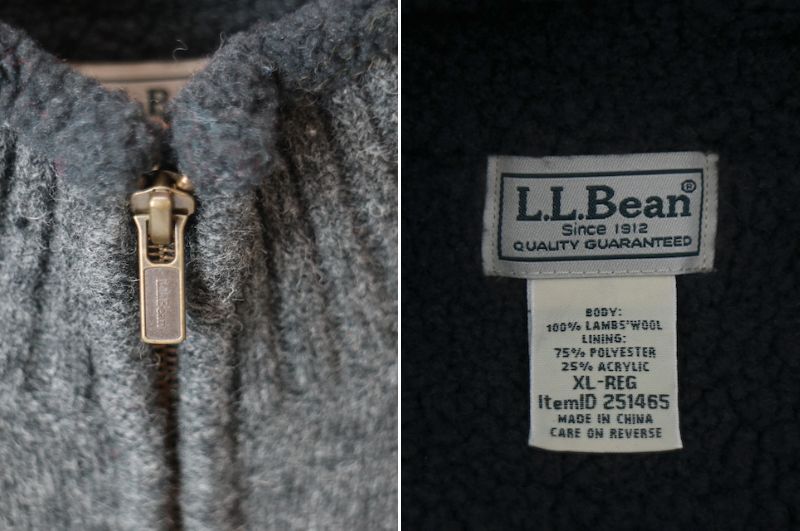 L.L.Bean
L.L.Bean®
Since 1912
QUALITY GUARANTEED
BODY:
100% LAMBS'WOOL
LINING:
75% POLYESTER
25% ACRYLIC
XL-REG
ItemID 251465
MADE IN CHINA
CARE ON REVERSE